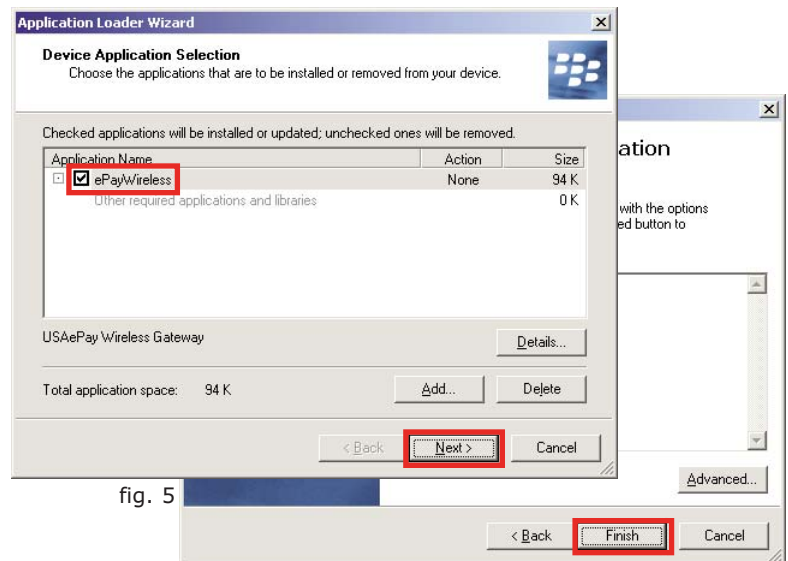 Application Loader Wizard
Device Application Selection
Choose the applications that are to be installed or removed from your device.
Checked applications will be installed or updated; unchecked ones will be removed.
Application Name Action Size
ePayWireless None 94 K
Other required applications and libraries 0 K
USAePay Wireless Gateway
Details...
Total application space: 94 K
Add... Delete
< Back Next > Cancel
fig. 5
ation
with the options
ed button to
Advanced...
< Back Finish Cancel